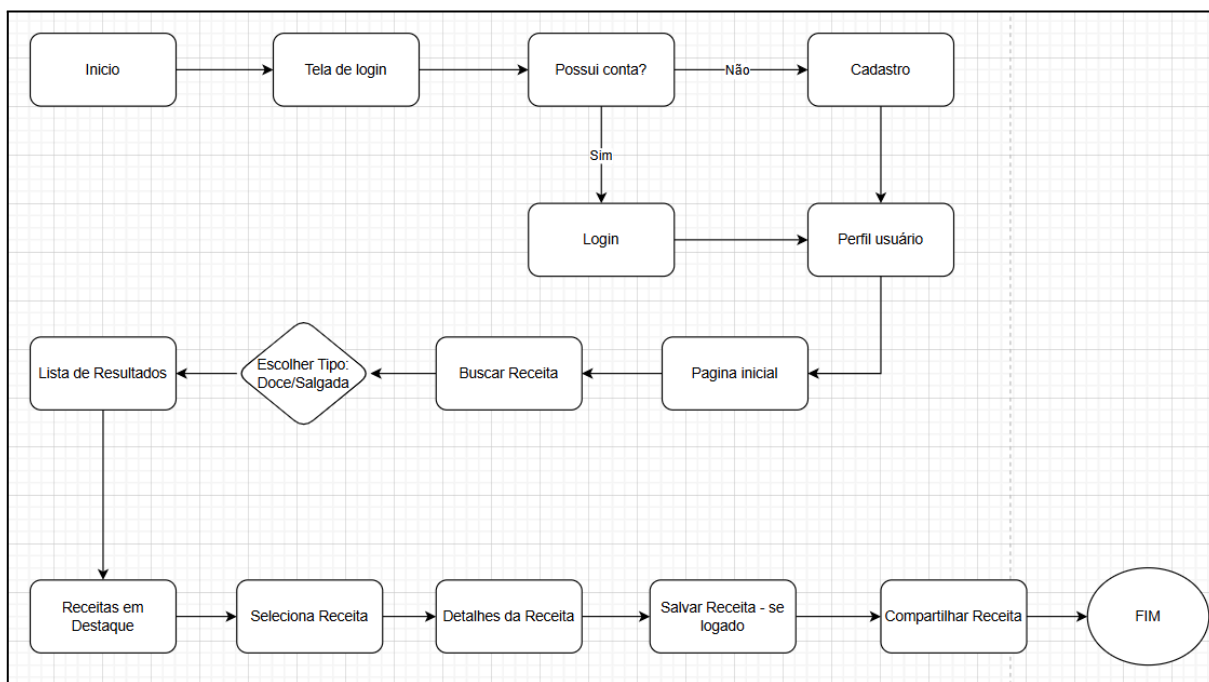 Inicio
Tela de login
Possui conta?
Não
Cadastro
Sim
Login
Perfil usuário
Lista de Resultados
Escolher Tipo:
Doce/Salgada
Buscar Receita
Pagina inicial
Receitas em
Destaque
Seleciona Receita
Detalhes da Receita
Salvar Receita - se
logado
Compartilhar Receita
FIM